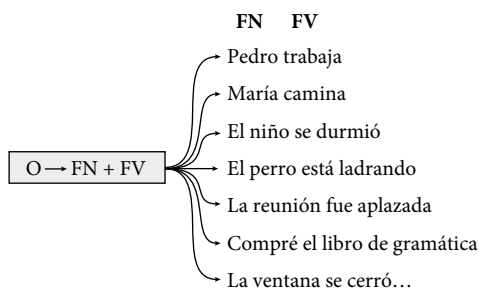 FN FV
Pedro trabaja
María camina
El niño se durmió
O → FN + FV
El perro está ladrando
La reunión fue aplazada
Compré el libro de gramática
La ventana se cerró…